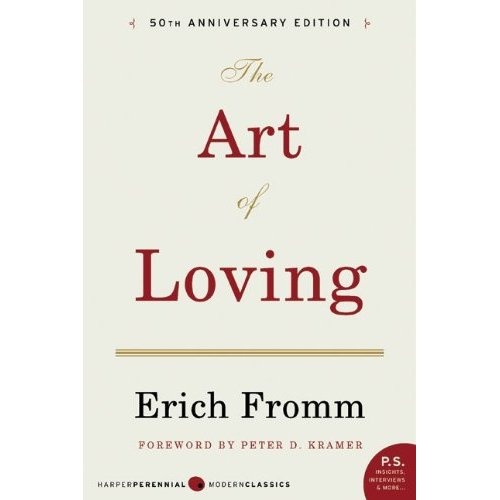 50TH ANNIVERSARY EDITION
The
Art
of
Loving
Erich Fromm
FOREWORD BY PETER D. KRAMER
P.S.
INSIGHTS,
INTERVIEWS
& MORE...
HARPERPERENNIAL MODERNCLASSICS